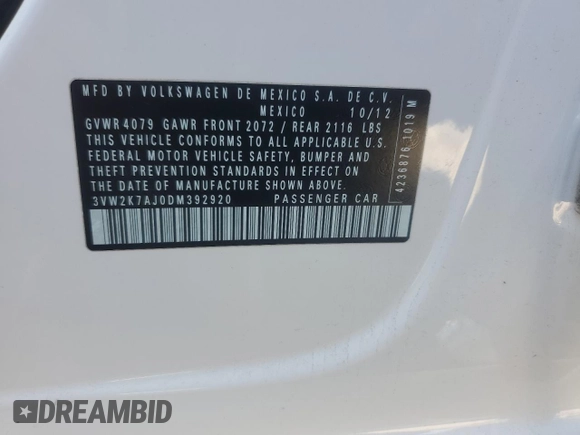 MFD BY VOLKSWAGEN DE MEXICO S.A. DE C.V.
MEXICO 10/12
GVWR 4079 GAWR FRONT 2072 / REAR 2116 LBS
THIS VEHICLE CONFORMS TO ALL APPLICABLE U.S.
FEDERAL MOTOR VEHICLE SAFETY, BUMPER AND
THEFT PREVENTION STANDARDS IN EFFECT ON
THE DATE OF MANUFACTURE SHOWN ABOVE.
3VW2K7AJ0DM392920 PASSENGER CAR
4236876 1019 M
DREAMBID